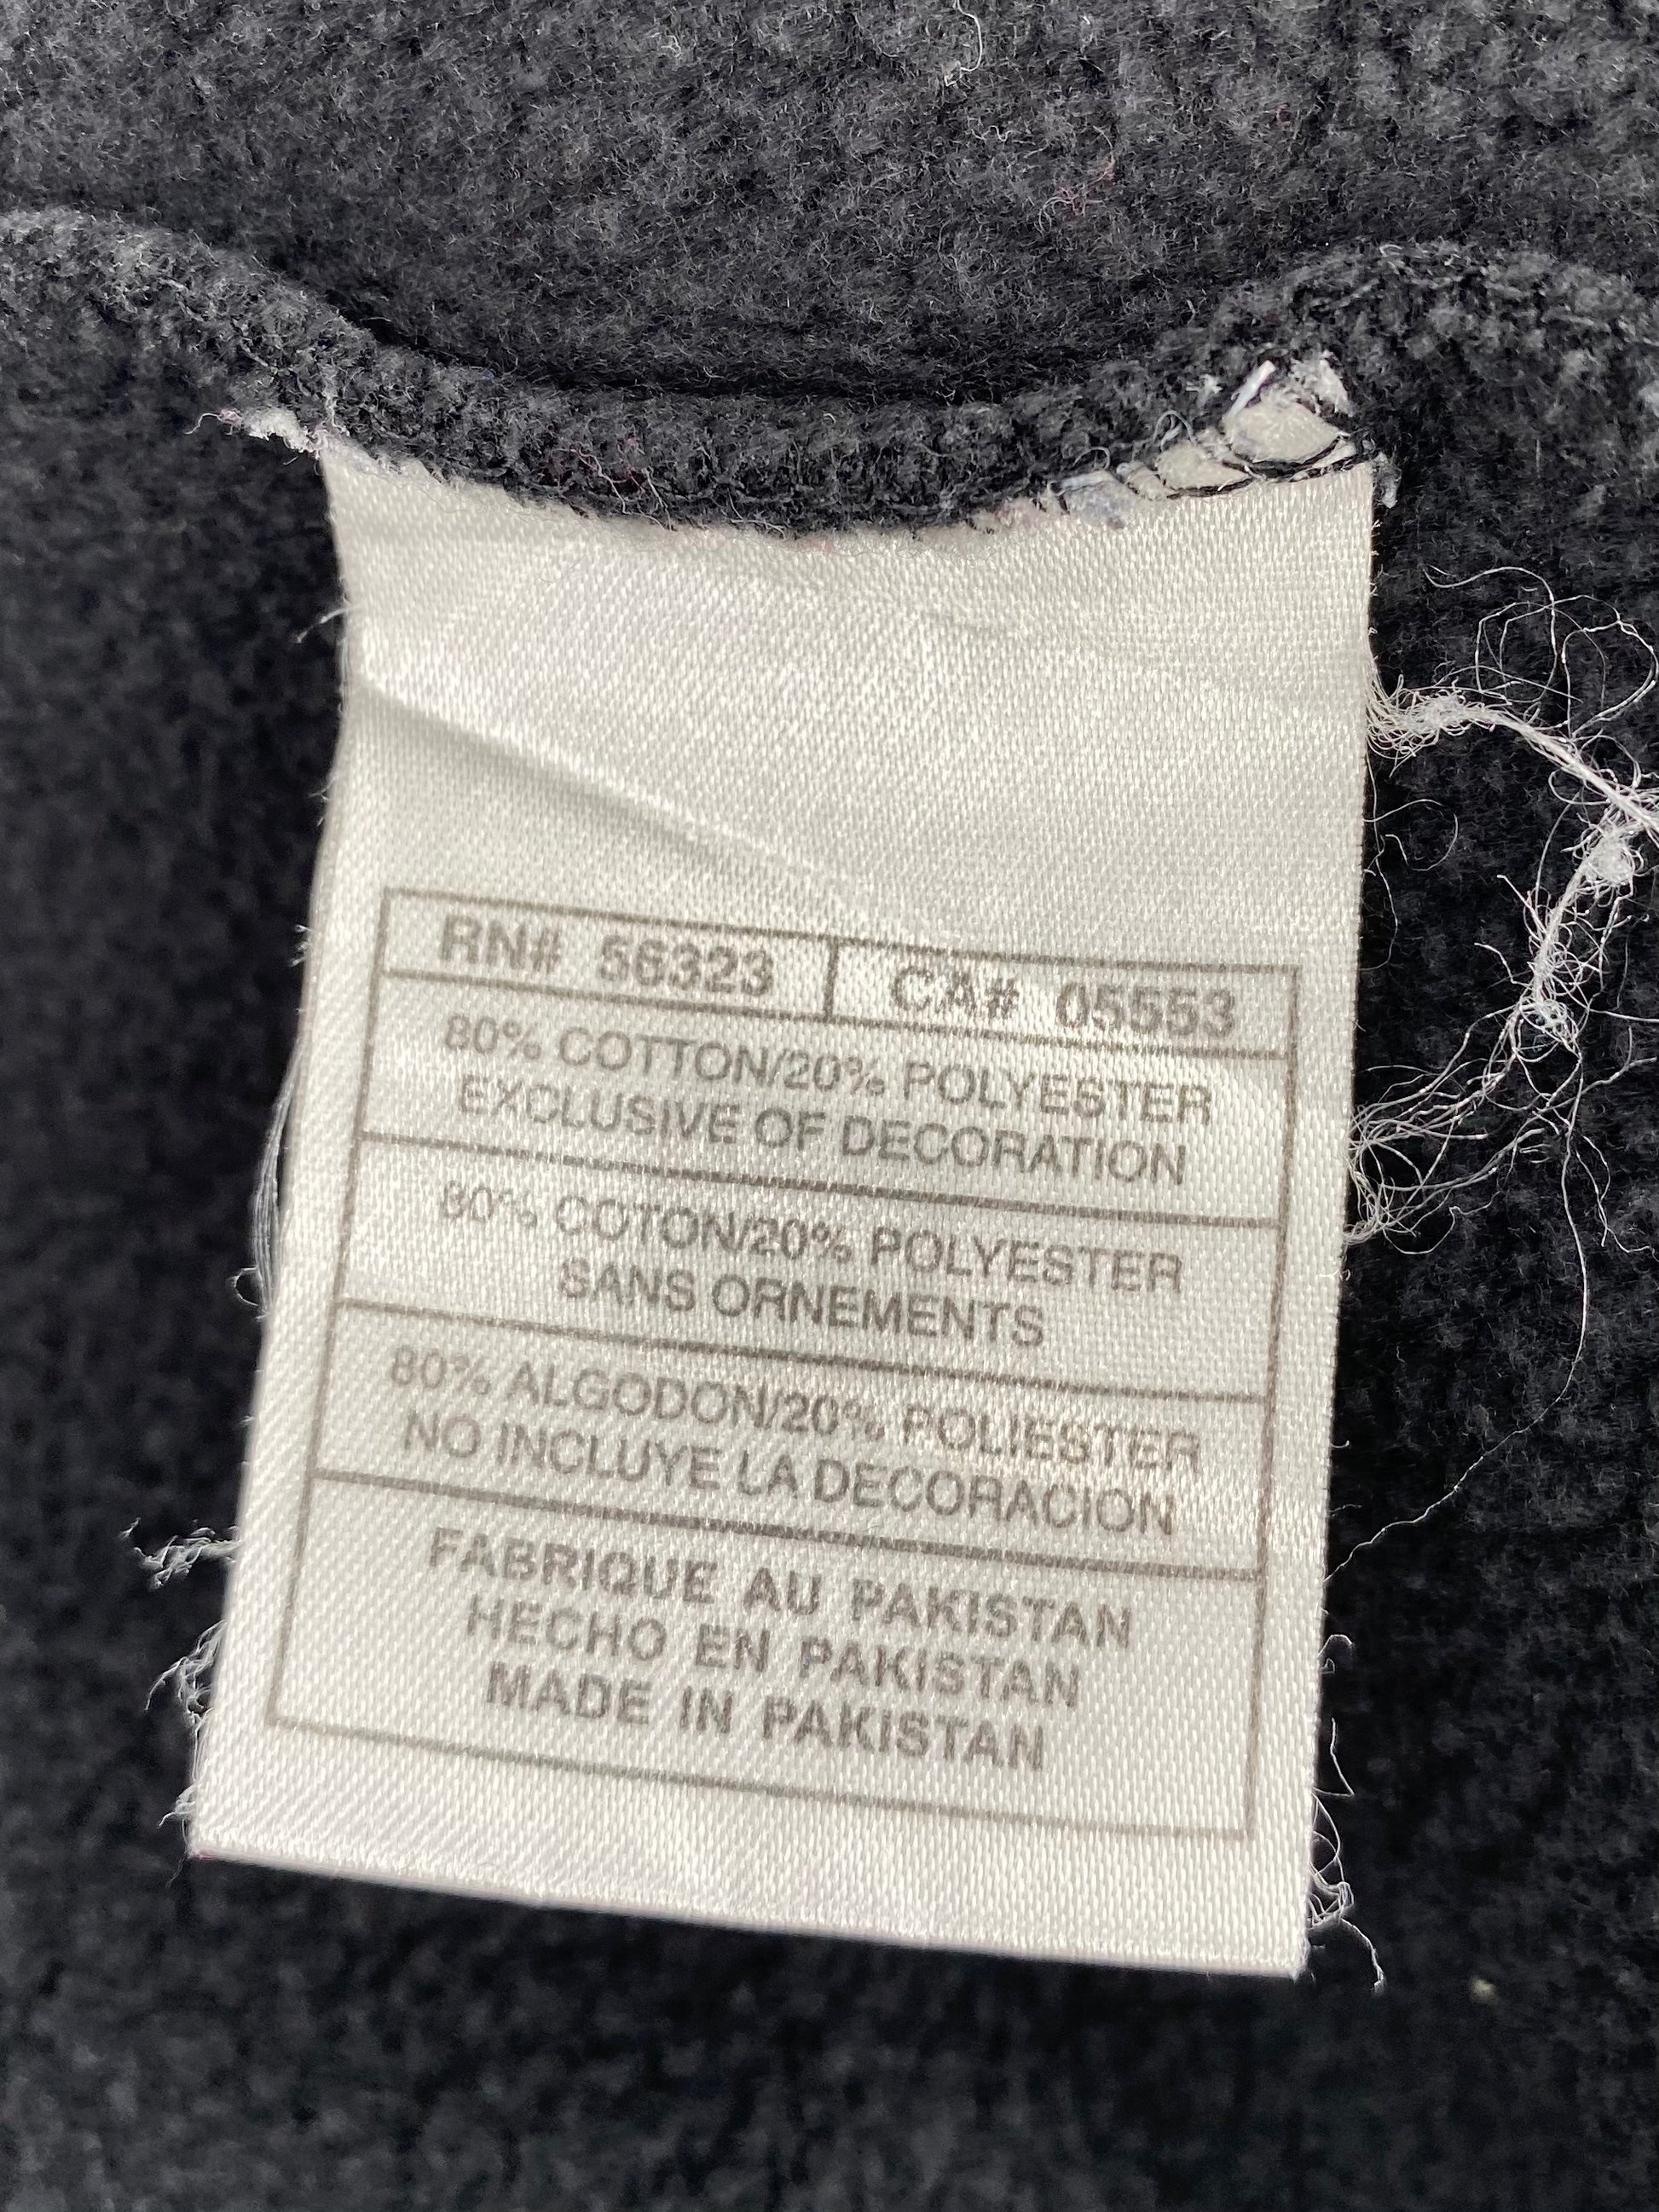 RN# 56323 CA# 05553
80% COTTON/20% POLYESTER
EXCLUSIVE OF DECORATION
80% COTON/20% POLYESTER
SANS ORNEMENTS
80% ALGODON/20% POLIESTER
NO INCLUYE LA DECORACION
FABRIQUE AU PAKISTAN
HECHO EN PAKISTAN
MADE IN PAKISTAN